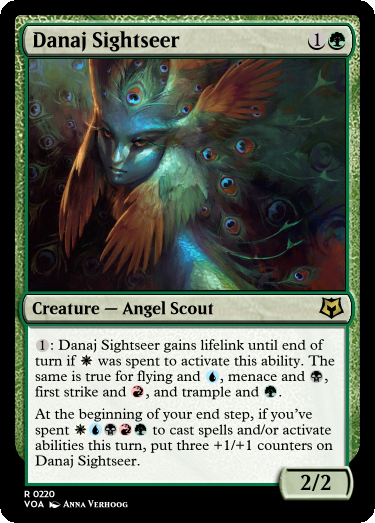 Danaj Sightseer 1
Creature — Angel Scout
1: Danaj Sightseer gains lifelink until end of
turn if was spent to activate this ability. The
same is true for flying and , menace and ,
first strike and , and trample and .
At the beginning of your end step, if you've
spent to cast spells and/or activate
abilities this turn, put three +1/+1 counters on
Danaj Sightseer.
2/2
R 0220
VOA Anna Verhoog